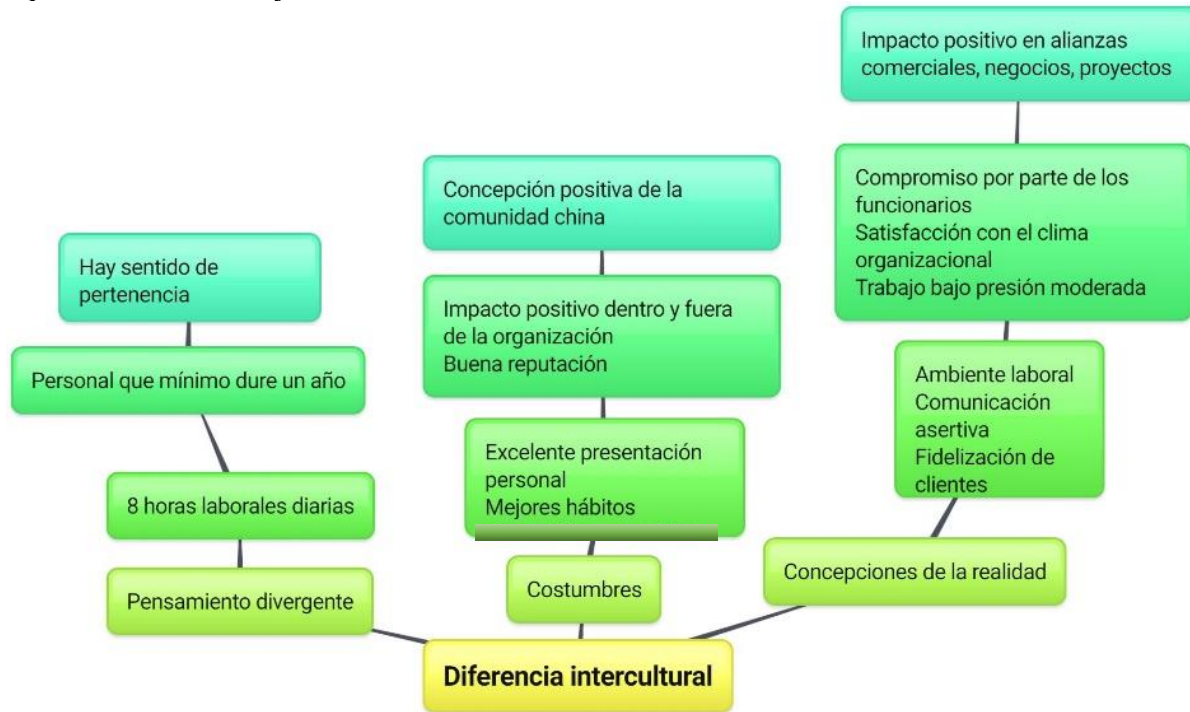 Impacto positivo en alianzas
comerciales, negocios, proyectos
Compromiso por parte de los
funcionarios
Satisfacción con el clima
organizacional
Trabajo bajo presión moderada
Concepción positiva de la
comunidad china
Hay sentido de
pertenencia
Impacto positivo dentro y fuera
de la organización
Buena reputación
Personal que mínimo dure un año
Ambiente laboral
Comunicación
asertiva
Fidelización de
clientes
Excelente presentación
personal
Mejores hábitos
8 horas laborales diarias
Concepciones de la realidad
Costumbres
Pensamiento divergente
Diferencia intercultural